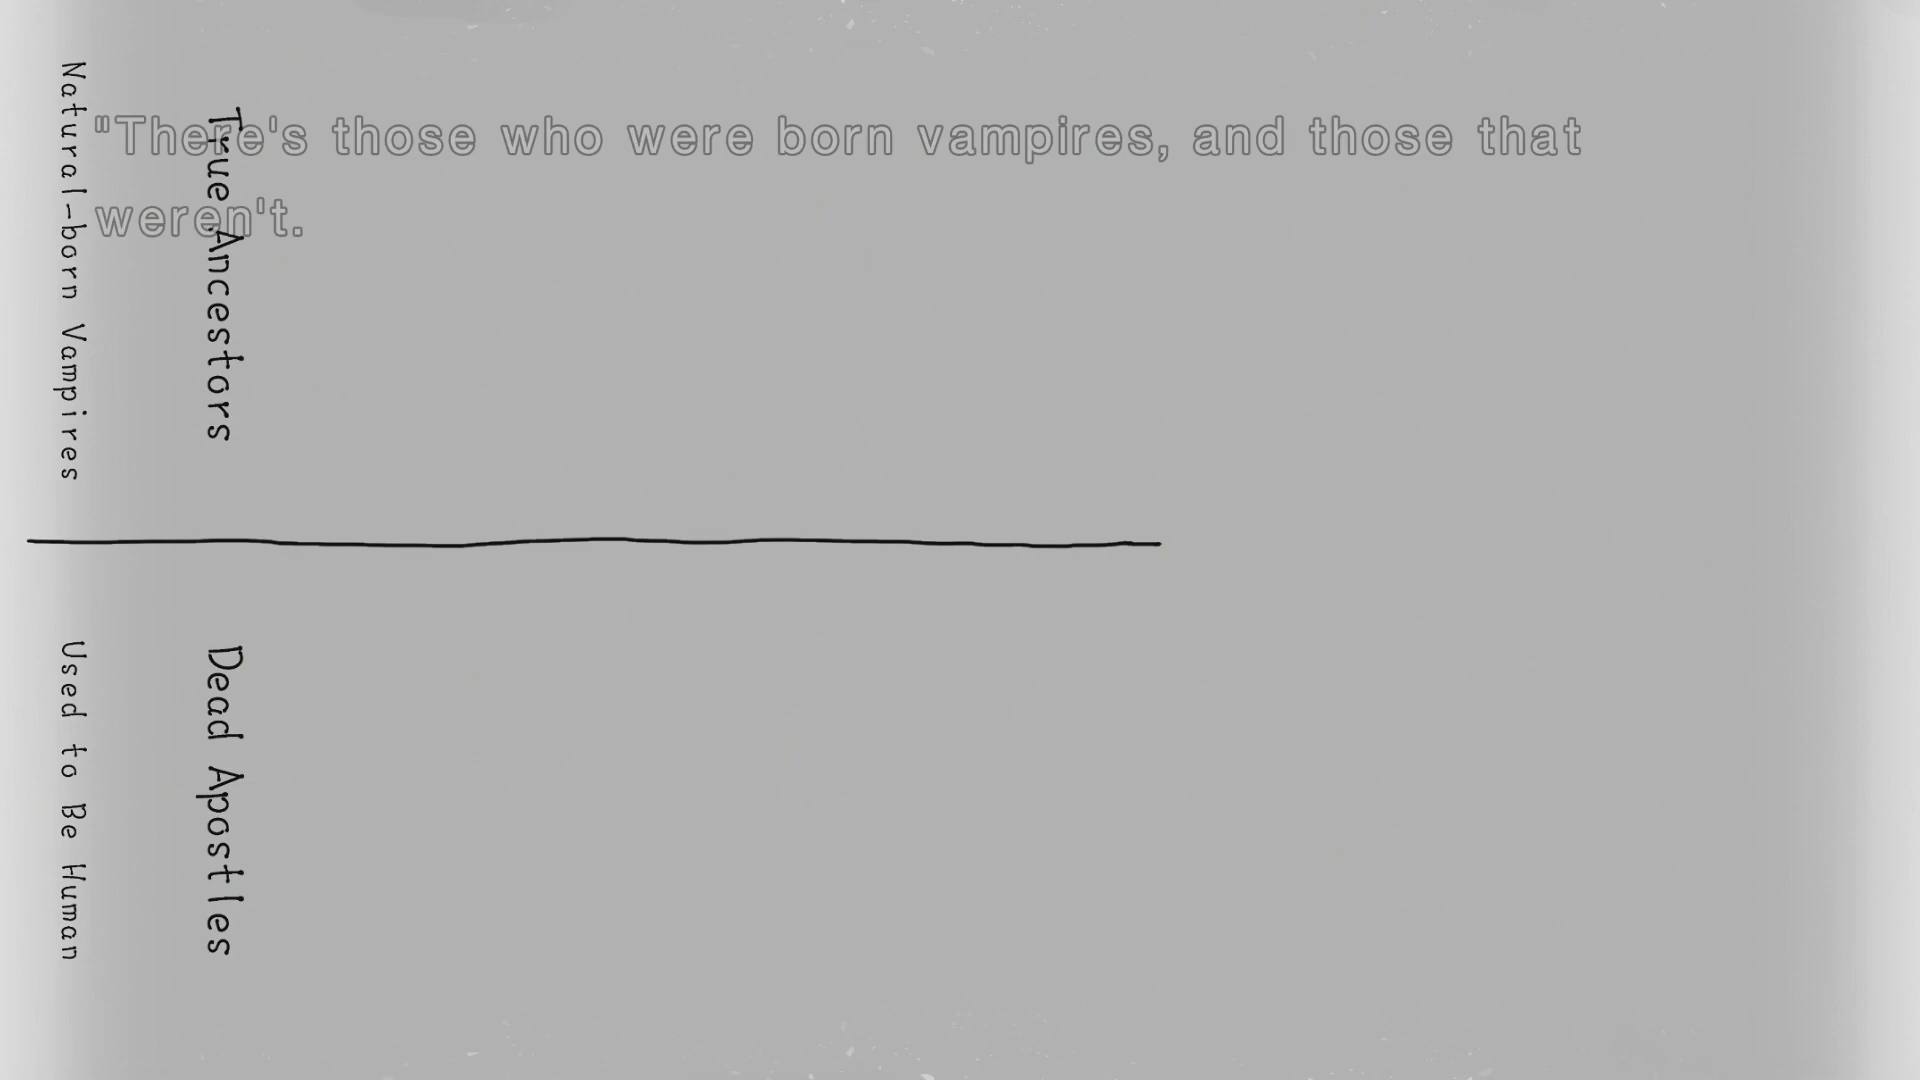 "There's those who were born vampires, and those that
weren't.
True Ancestors
Natural-born Vampires
Dead Apostles
Used to Be Human